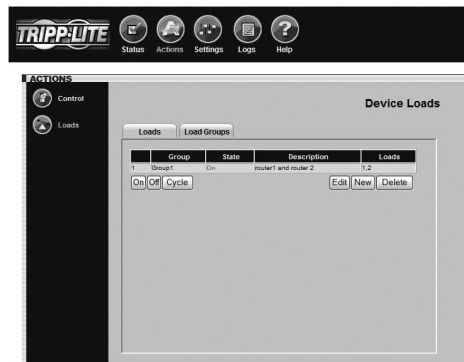 TRIPP·LITE
Status Actions Settings Logs Help
ACTIONS
Control
Loads
Device Loads
Loads Load Groups
Group State Description Loads
1 Group1 On router1 and router 2 1,2
On Off Cycle Edit New Delete